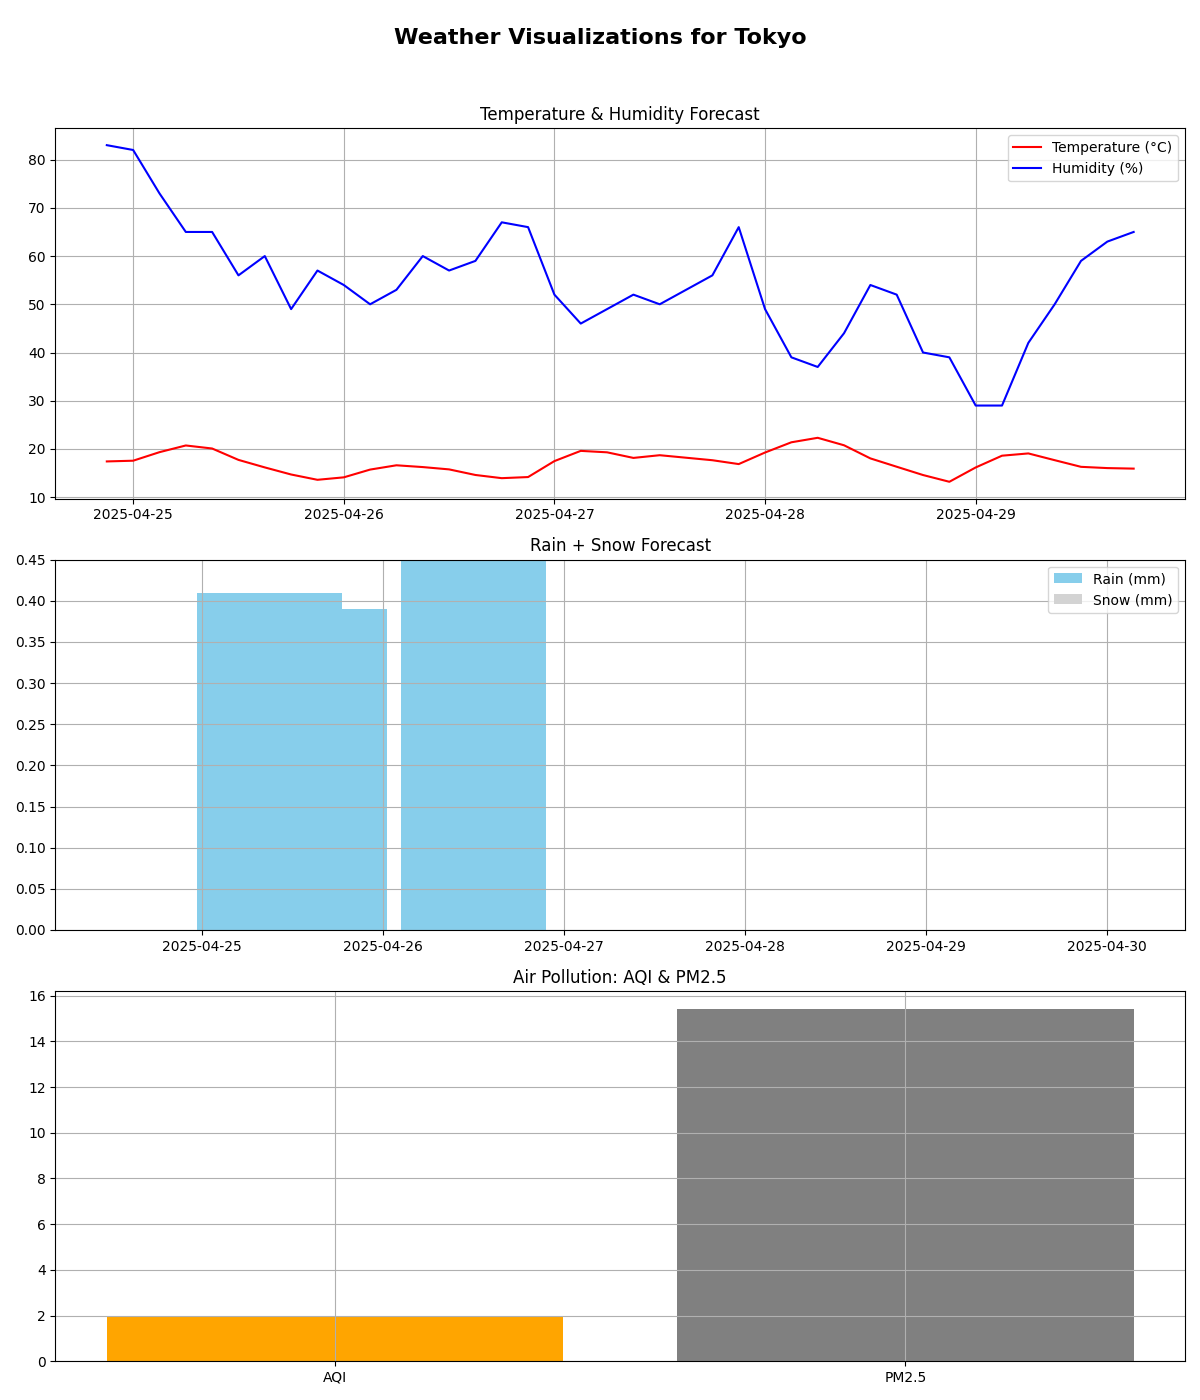 Weather Visualizations for Tokyo
Temperature & Humidity Forecast
Temperature (°C)
Humidity (%)
80
70
60
50
40
30
20
10
2025-04-25 2025-04-26 2025-04-27 2025-04-28 2025-04-29
Rain + Snow Forecast
Rain (mm)
Snow (mm)
0.45
0.40
0.35
0.30
0.25
0.20
0.15
0.10
0.05
0.00
2025-04-25 2025-04-26 2025-04-27 2025-04-28 2025-04-29 2025-04-30
Air Pollution: AQI & PM2.5
16
14
12
10
8
6
4
2
0
AQI PM2.5